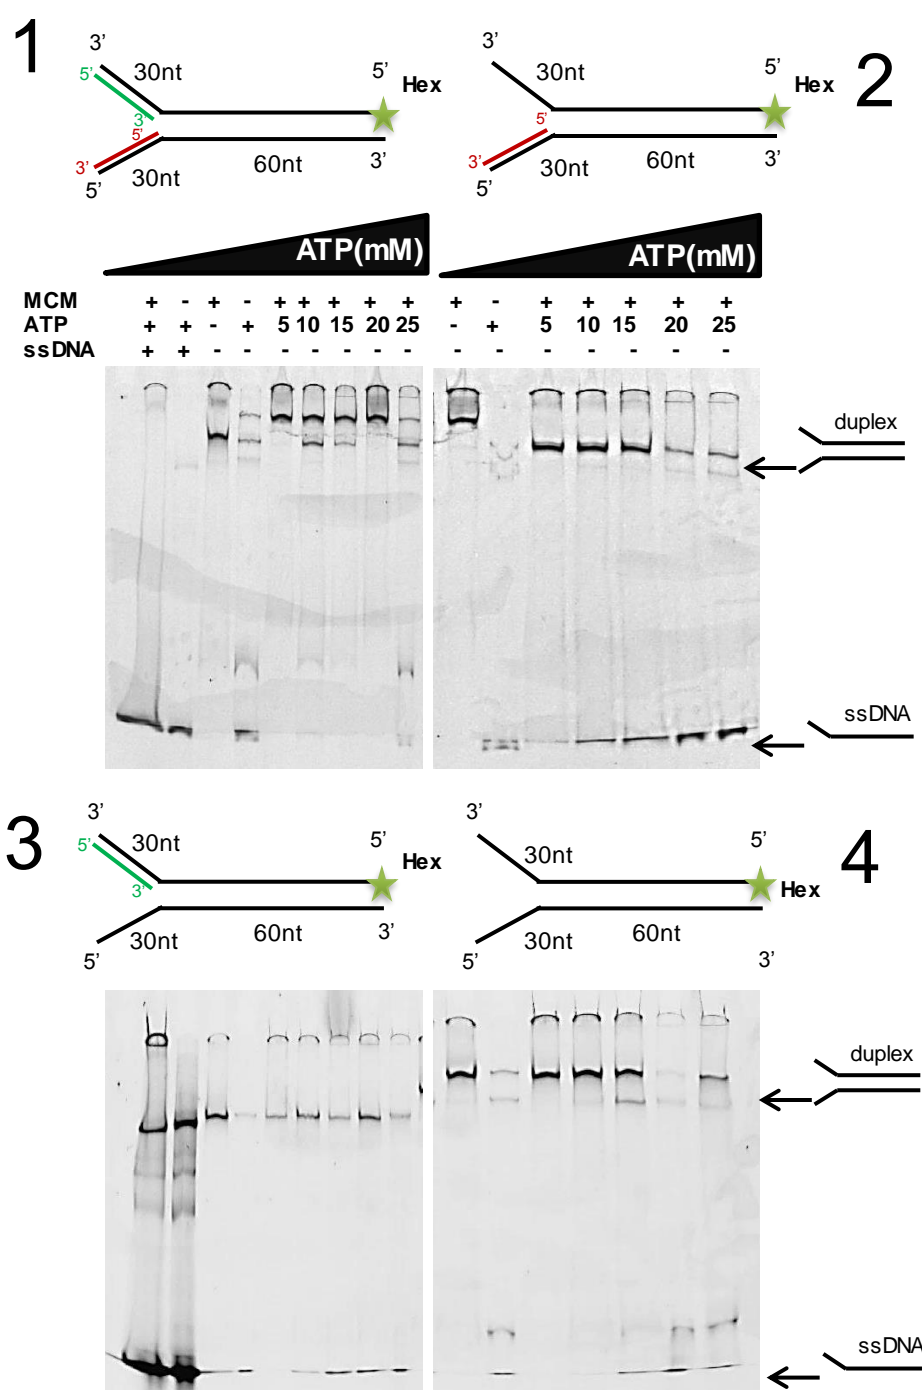 1
3’
5’
30nt
3’
5’
3’
5’
30nt
60nt
5’
Hex
3’
3’
30nt
5’
3’
5’
30nt
60nt
5’
Hex
3’
2
ATP(mM)
ATP(mM)
MCM + - + - + + + + + + - + + + + +
ATP + + - + 5 10 15 20 25 - + 5 10 15 20 25
ssDNA + + - - - - - - - - - - - - - -
duplex
ssDNA
3
3’
5’
30nt
3’
5’
30nt
60nt
5’
Hex
3’
3’
30nt
5’
30nt
60nt
5’
Hex
3’
4
duplex
ssDNA